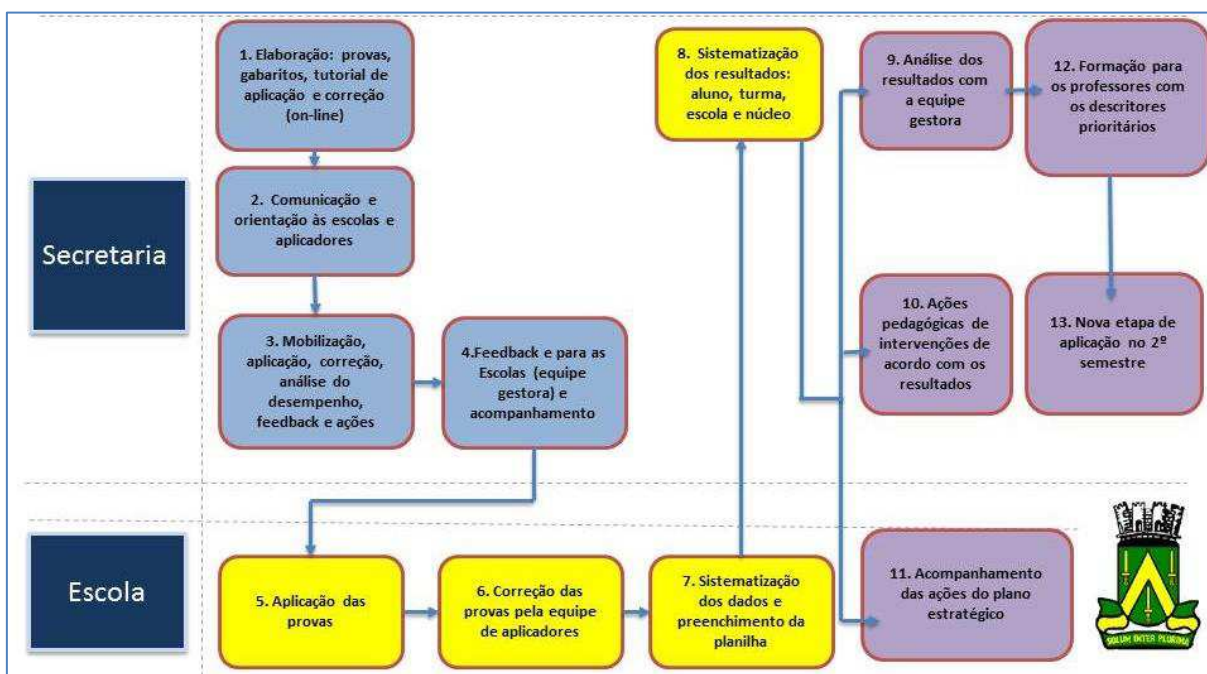 Secretaria
1. Elaboração: provas,
gabaritos, tutorial de
aplicação e correção
(on-line)
2. Comunicação e
orientação às escolas e
aplicadores
3. Mobilização,
aplicação, correção,
análise do
desempenho,
feedback e ações
4.Feedback e para as
Escolas (equipe
gestora) e
acompanhamento
8. Sistematização
dos resultados:
aluno, turma,
escola e núcleo
9. Análise dos
resultados com
a equipe
gestora
12. Formação para
os professores com
os descritores
prioritários
10. Ações
pedagógicas de
intervenções de
acordo com os
resultados
13. Nova etapa de
aplicação no 2º
semestre
Escola
5. Aplicação das
provas
6. Correção das
provas pela equipe
de aplicadores
7. Sistematização
dos dados e
preenchimento da
planilha
11. Acompanhamento
das ações do plano
estratégico
SOLUM INTER PLURIMA